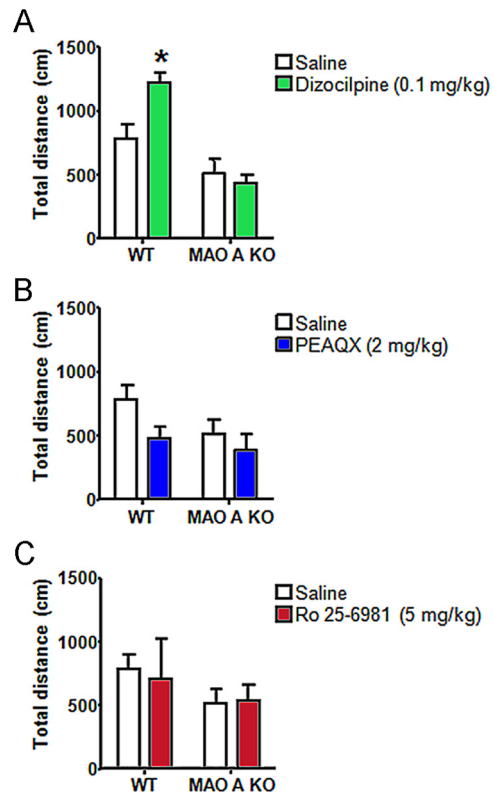 A
Total distance (cm)
1500
1000
500
0
*
Saline
Dizocilpine (0.1 mg/kg)
WT
MAO A KO
B
Total distance (cm)
1500
1000
500
0
Saline
PEAQX (2 mg/kg)
WT
MAO A KO
C
Total distance (cm)
1500
1000
500
0
Saline
Ro 25-6981 (5 mg/kg)
WT
MAO A KO